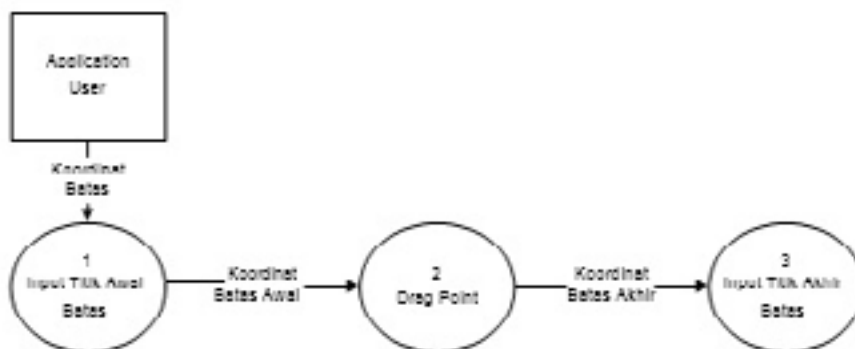 Application
User
Koordinat
Batas
1
Input Titik Awal
Batas
Koordinat
Batas Awal
2
Drag Point
Koordinat
Batas Akhir
3
Input Titik Akhir
Batas